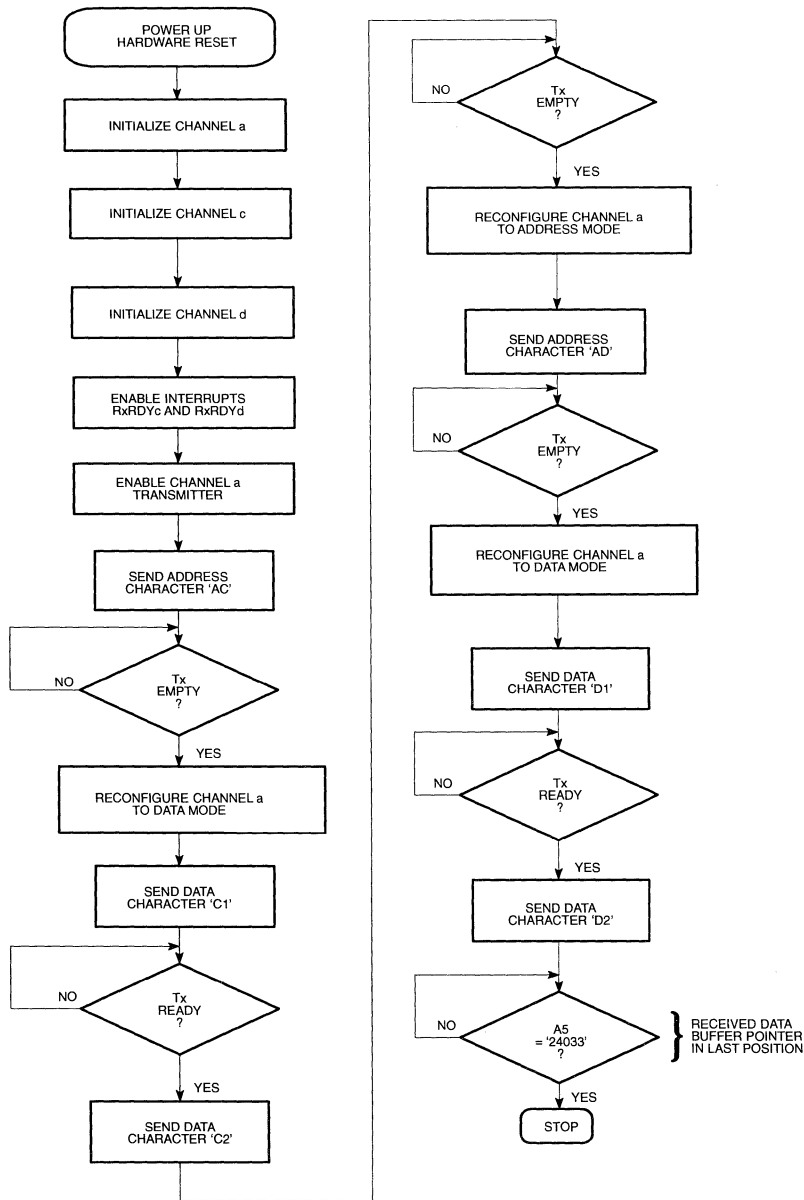 POWER UP
HARDWARE RESET
INITIALIZE CHANNEL a
INITIALIZE CHANNEL c
INITIALIZE CHANNEL d
ENABLE INTERRUPTS
RxRDYc AND RxRDYd
ENABLE CHANNEL a
TRANSMITTER
SEND ADDRESS
CHARACTER ‘AC’
Tx
EMPTY
?
NO
YES
RECONFIGURE CHANNEL a
TO DATA MODE
SEND DATA
CHARACTER ‘C1’
Tx
READY
?
NO
YES
SEND DATA
CHARACTER ‘C2’
Tx
EMPTY
?
NO
YES
RECONFIGURE CHANNEL a
TO ADDRESS MODE
SEND ADDRESS
CHARACTER ‘AD’
Tx
EMPTY
?
NO
YES
RECONFIGURE CHANNEL a
TO DATA MODE
SEND DATA
CHARACTER ‘D1’
Tx
READY
?
NO
YES
SEND DATA
CHARACTER ‘D2’
A5
= ‘24033’
?
NO
RECEIVED DATA
BUFFER POINTER
IN LAST POSITION
YES
STOP